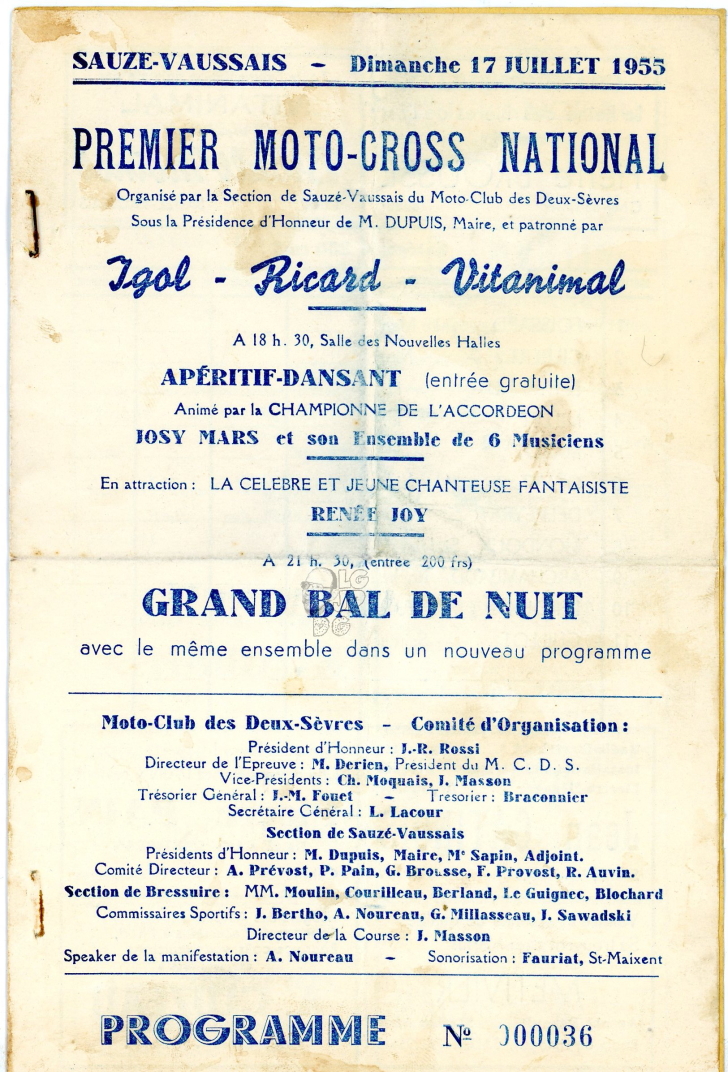 SAUZE-VAUSSAIS – Dimanche 17 JUILLET 1955
PREMIER MOTO-CROSS NATIONAL
Organisé par la Section de Sauzé-Vaussais du Moto-Club des Deux-Sèvres
Sous la Présidence d'Honneur de M. DUPUIS, Maire, et patronné par
Igol - Ricard - Vitanimal
A 18 h. 30, Salle des Nouvelles Halles
APÉRITIF-DANSANT (entrée gratuite)
Animé par la CHAMPIONNE DE L'ACCORDEON
JOSY MARS et son Ensemble de 6 Musiciens
En attraction : LA CELEBRE ET JEUNE CHANTEUSE FANTAISISTE
RENÉE JOY
A 21 h. 30, (entrée 200 frs)
GRAND BAL DE NUIT
avec le même ensemble dans un nouveau programme
Moto-Club des Deux-Sèvres – Comité d'Organisation :
Président d'Honneur : J.-R. Rossi
Directeur de l'Epreuve : M. Derien, President du M. C. D. S.
Vice-Présidents : Ch. Moquais, J. Masson
Trésorier Général : J.-M. Fouet – Tresorier : Braconnier
Secrétaire Général : L. Lacour
Section de Sauzé-Vaussais
Présidents d'Honneur : M. Dupuis, Maire, Me Sapin, Adjoint.
Comité Directeur : A. Prévost, P. Pain, G. Brousse, F. Provost, R. Auvin.
Section de Bressuire : MM. Moulin, Courilleau, Berland, Le Guignec, Blochard
Commissaires Sportifs : J. Bertho, A. Noureau, G. Millasseau, J. Sawadski
Directeur de la Course : J. Masson
Speaker de la manifestation : A. Noureau – Sonorisation : Fauriat, St-Maixent
PROGRAMME No 000036